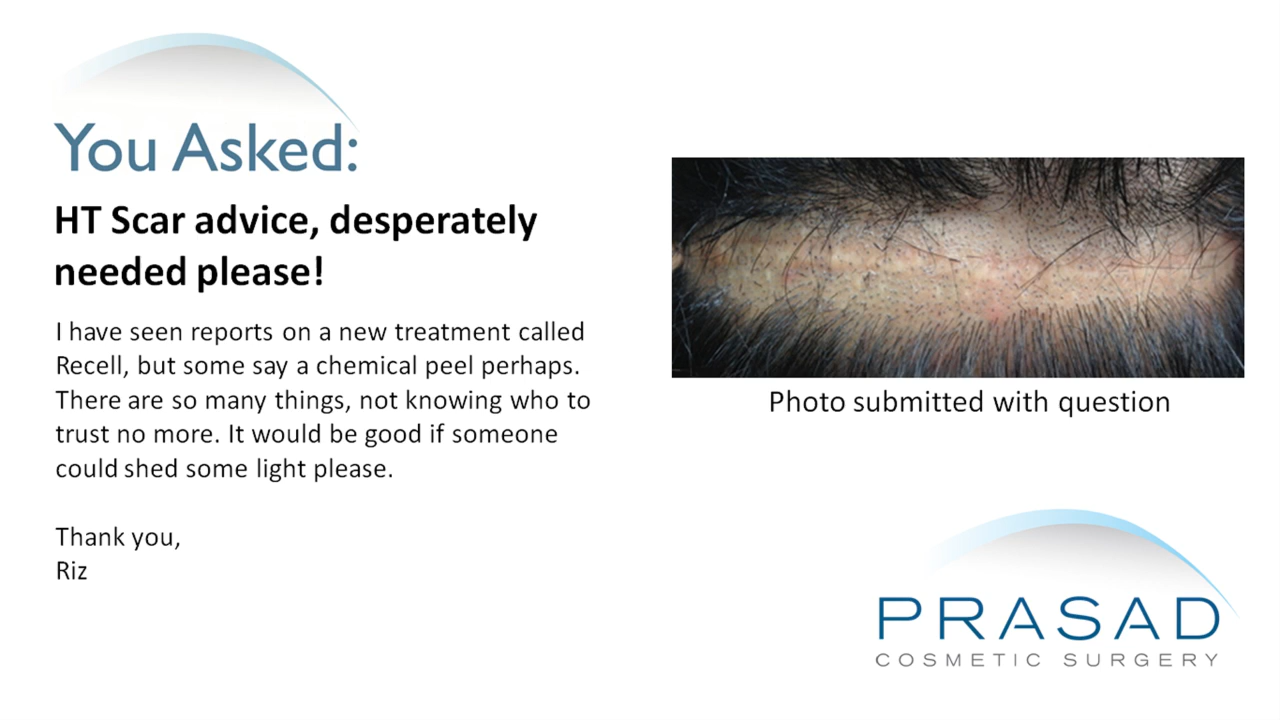 You Asked:
HT Scar advice, desperately
needed please!
I have seen reports on a new treatment called
Recell, but some say a chemical peel perhaps.
There are so many things, not knowing who to
trust no more. It would be good if someone
could shed some light please.
Thank you,
Riz
Photo submitted with question
PRASAD
COSMETIC SURGERY